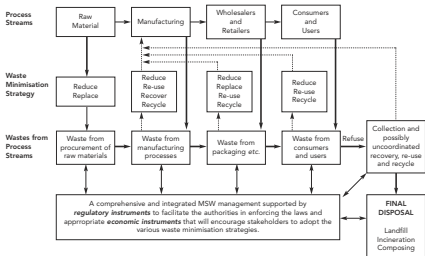 Process
Streams
Raw
Material
Manufacturing
Wholesalers
and
Retailers
Consumers
and
Users
Waste
Minimisation
Strategy
Reduce
Replace
Reduce
Re-use
Recover
Recycle
Reduce
Replace
Re-use
Recycle
Reduce
Re-use
Recycle
Wastes from
Process
Streams
Waste from
procurement of
raw materials
Waste from
manufacturing
processes
Waste from
packaging etc.
Waste from
consumers
and users
Refuse
Collection and
possibly
uncoordinated
recovery, re-use
and recycle
A comprehensive and integrated MSW management supported by
regulatory instruments to facilitate the authorities in enforcing the laws and
appropriate economic instruments that will encourage stakeholders to adopt the
various waste minimisation strategies.
FINAL
DISPOSAL
Landfill
Incineration
Composing